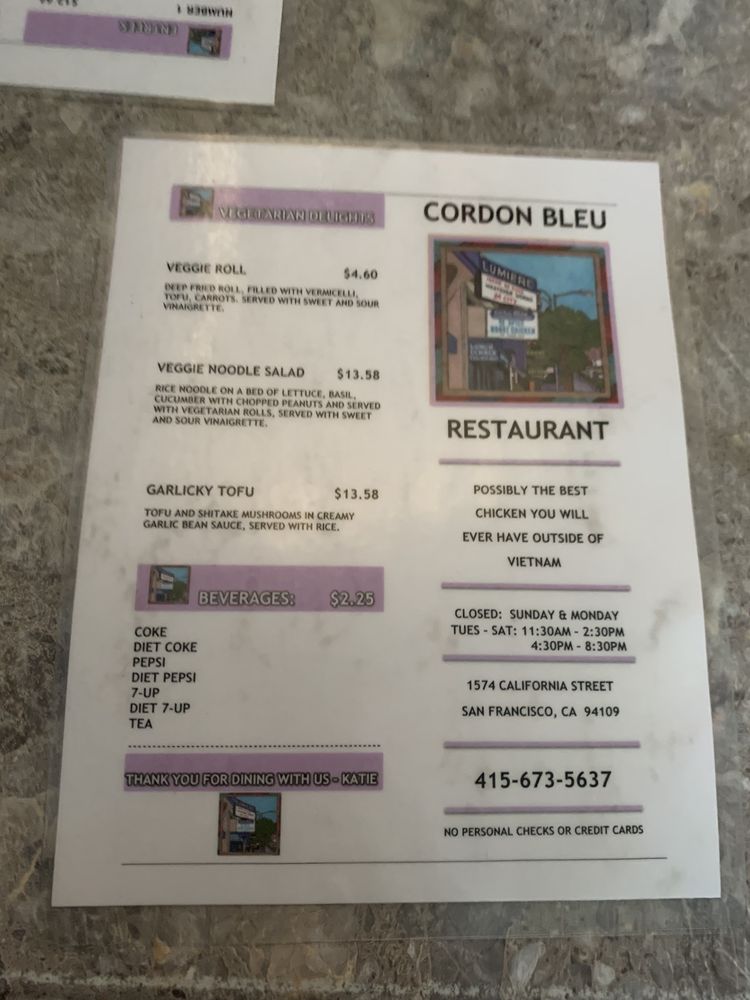 NUMBER 1
ENTREES
VEGETARIAN DELIGHTS
VEGGIE ROLL $4.60
DEEP FRIED ROLL, FILLED WITH VERMICELLI,
TOFU, CARROTS. SERVED WITH SWEET AND SOUR
VINAIGRETTE.
VEGGIE NOODLE SALAD $13.58
RICE NOODLE ON A BED OF LETTUCE, BASIL,
CUCUMBER WITH CHOPPED PEANUTS AND SERVED
WITH VEGETARIAN ROLLS, SERVED WITH SWEET
AND SOUR VINAIGRETTE.
GARLICKY TOFU $13.58
TOFU AND SHITAKE MUSHROOMS IN CREAMY
GARLIC BEAN SAUCE, SERVED WITH RICE.
BEVERAGES: $2.25
COKE
DIET COKE
PEPSI
DIET PEPSI
7-UP
DIET 7-UP
TEA
THANK YOU FOR DINING WITH US - KATIE
CORDON BLEU
LUMIERE
RESTAURANT
POSSIBLY THE BEST
CHICKEN YOU WILL
EVER HAVE OUTSIDE OF
VIETNAM
CLOSED: SUNDAY & MONDAY
TUES - SAT: 11:30AM - 2:30PM
4:30PM - 8:30PM
1574 CALIFORNIA STREET
SAN FRANCISCO, CA 94109
415-673-5637
NO PERSONAL CHECKS OR CREDIT CARDS